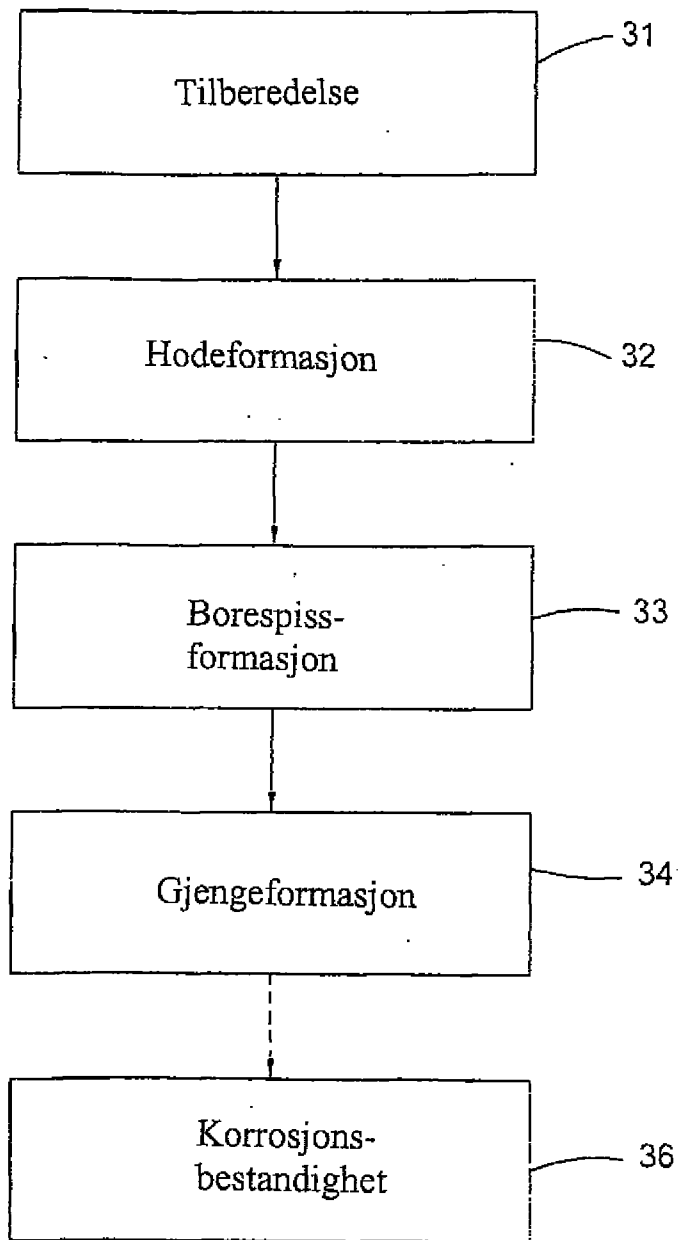 31
Tilberedelse
Hodeformasjon
32
Borespiss-
formasjon
33
Gjengeformasjon
34
Korrosjons-
bestandighet
36